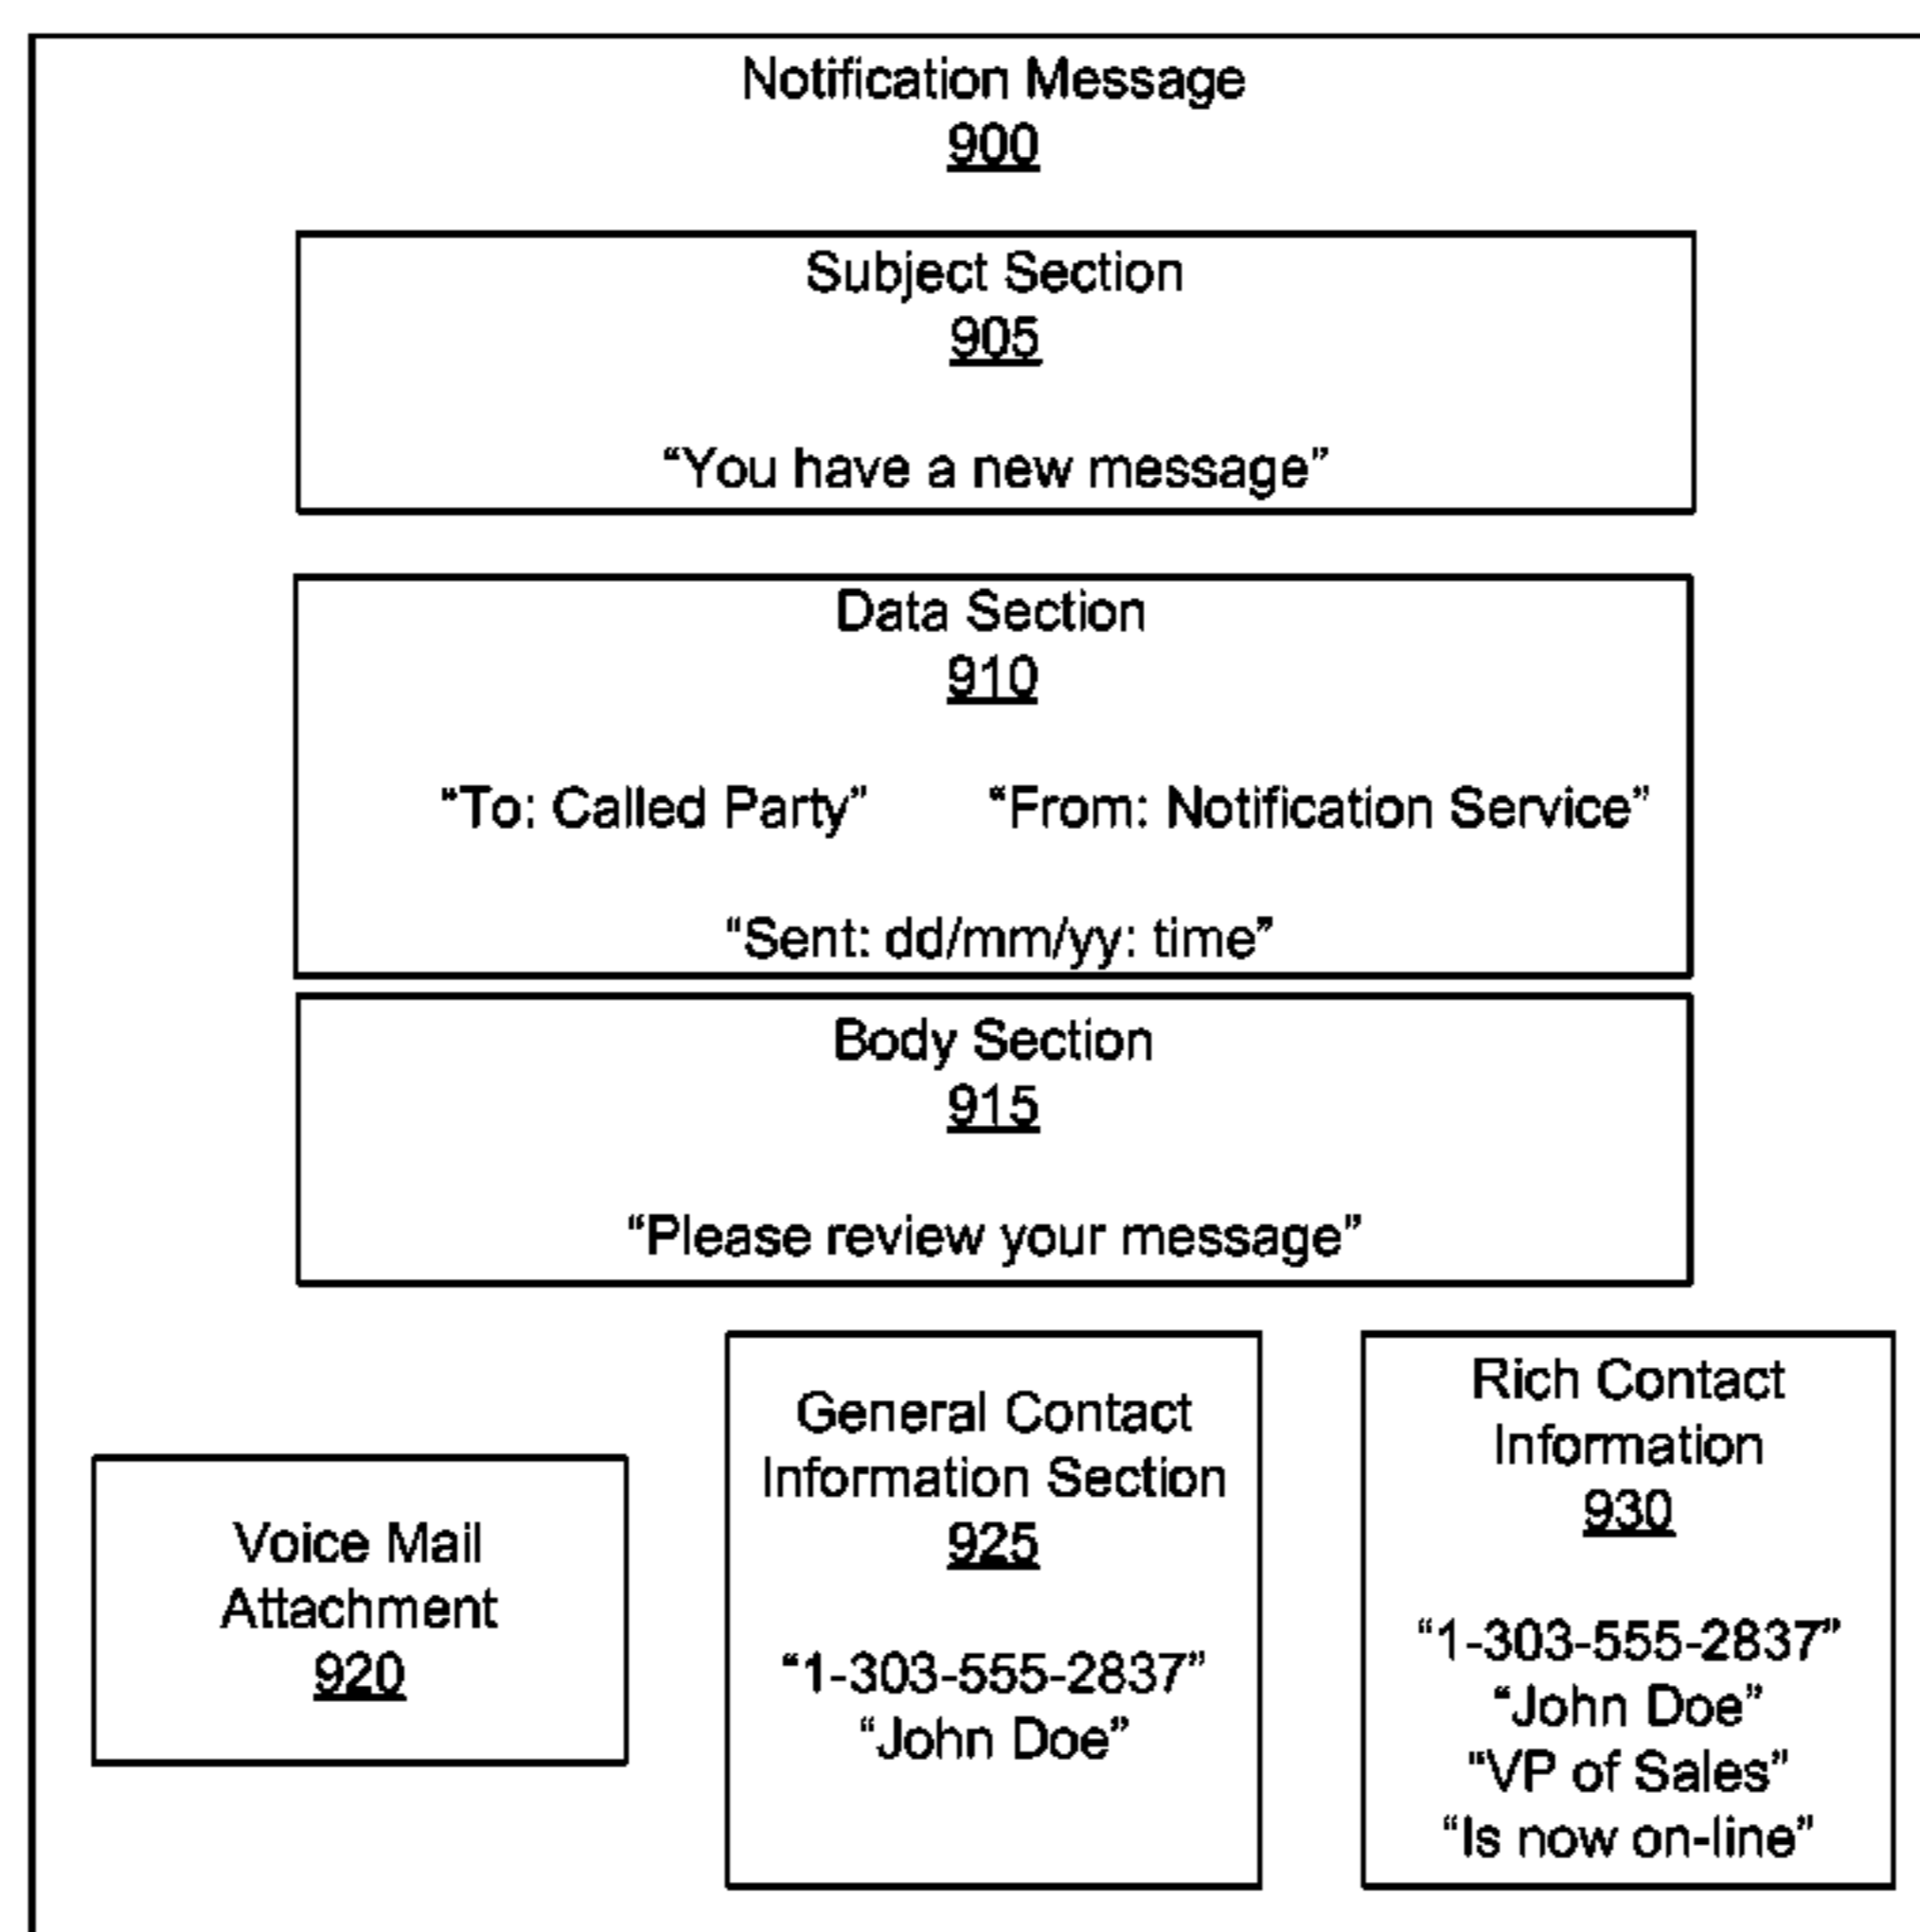 Notification Message
900
Subject Section
905
“You have a new message”
Data Section
910
“To: Called Party” “From: Notification Service”
“Sent: dd/mm/yy: time”
Body Section
915
“Please review your message”
Voice Mail
Attachment
920
General Contact
Information Section
925
“1-303-555-2837”
“John Doe”
Rich Contact
Information
930
“1-303-555-2837”
“John Doe”
“VP of Sales”
“Is now on-line”